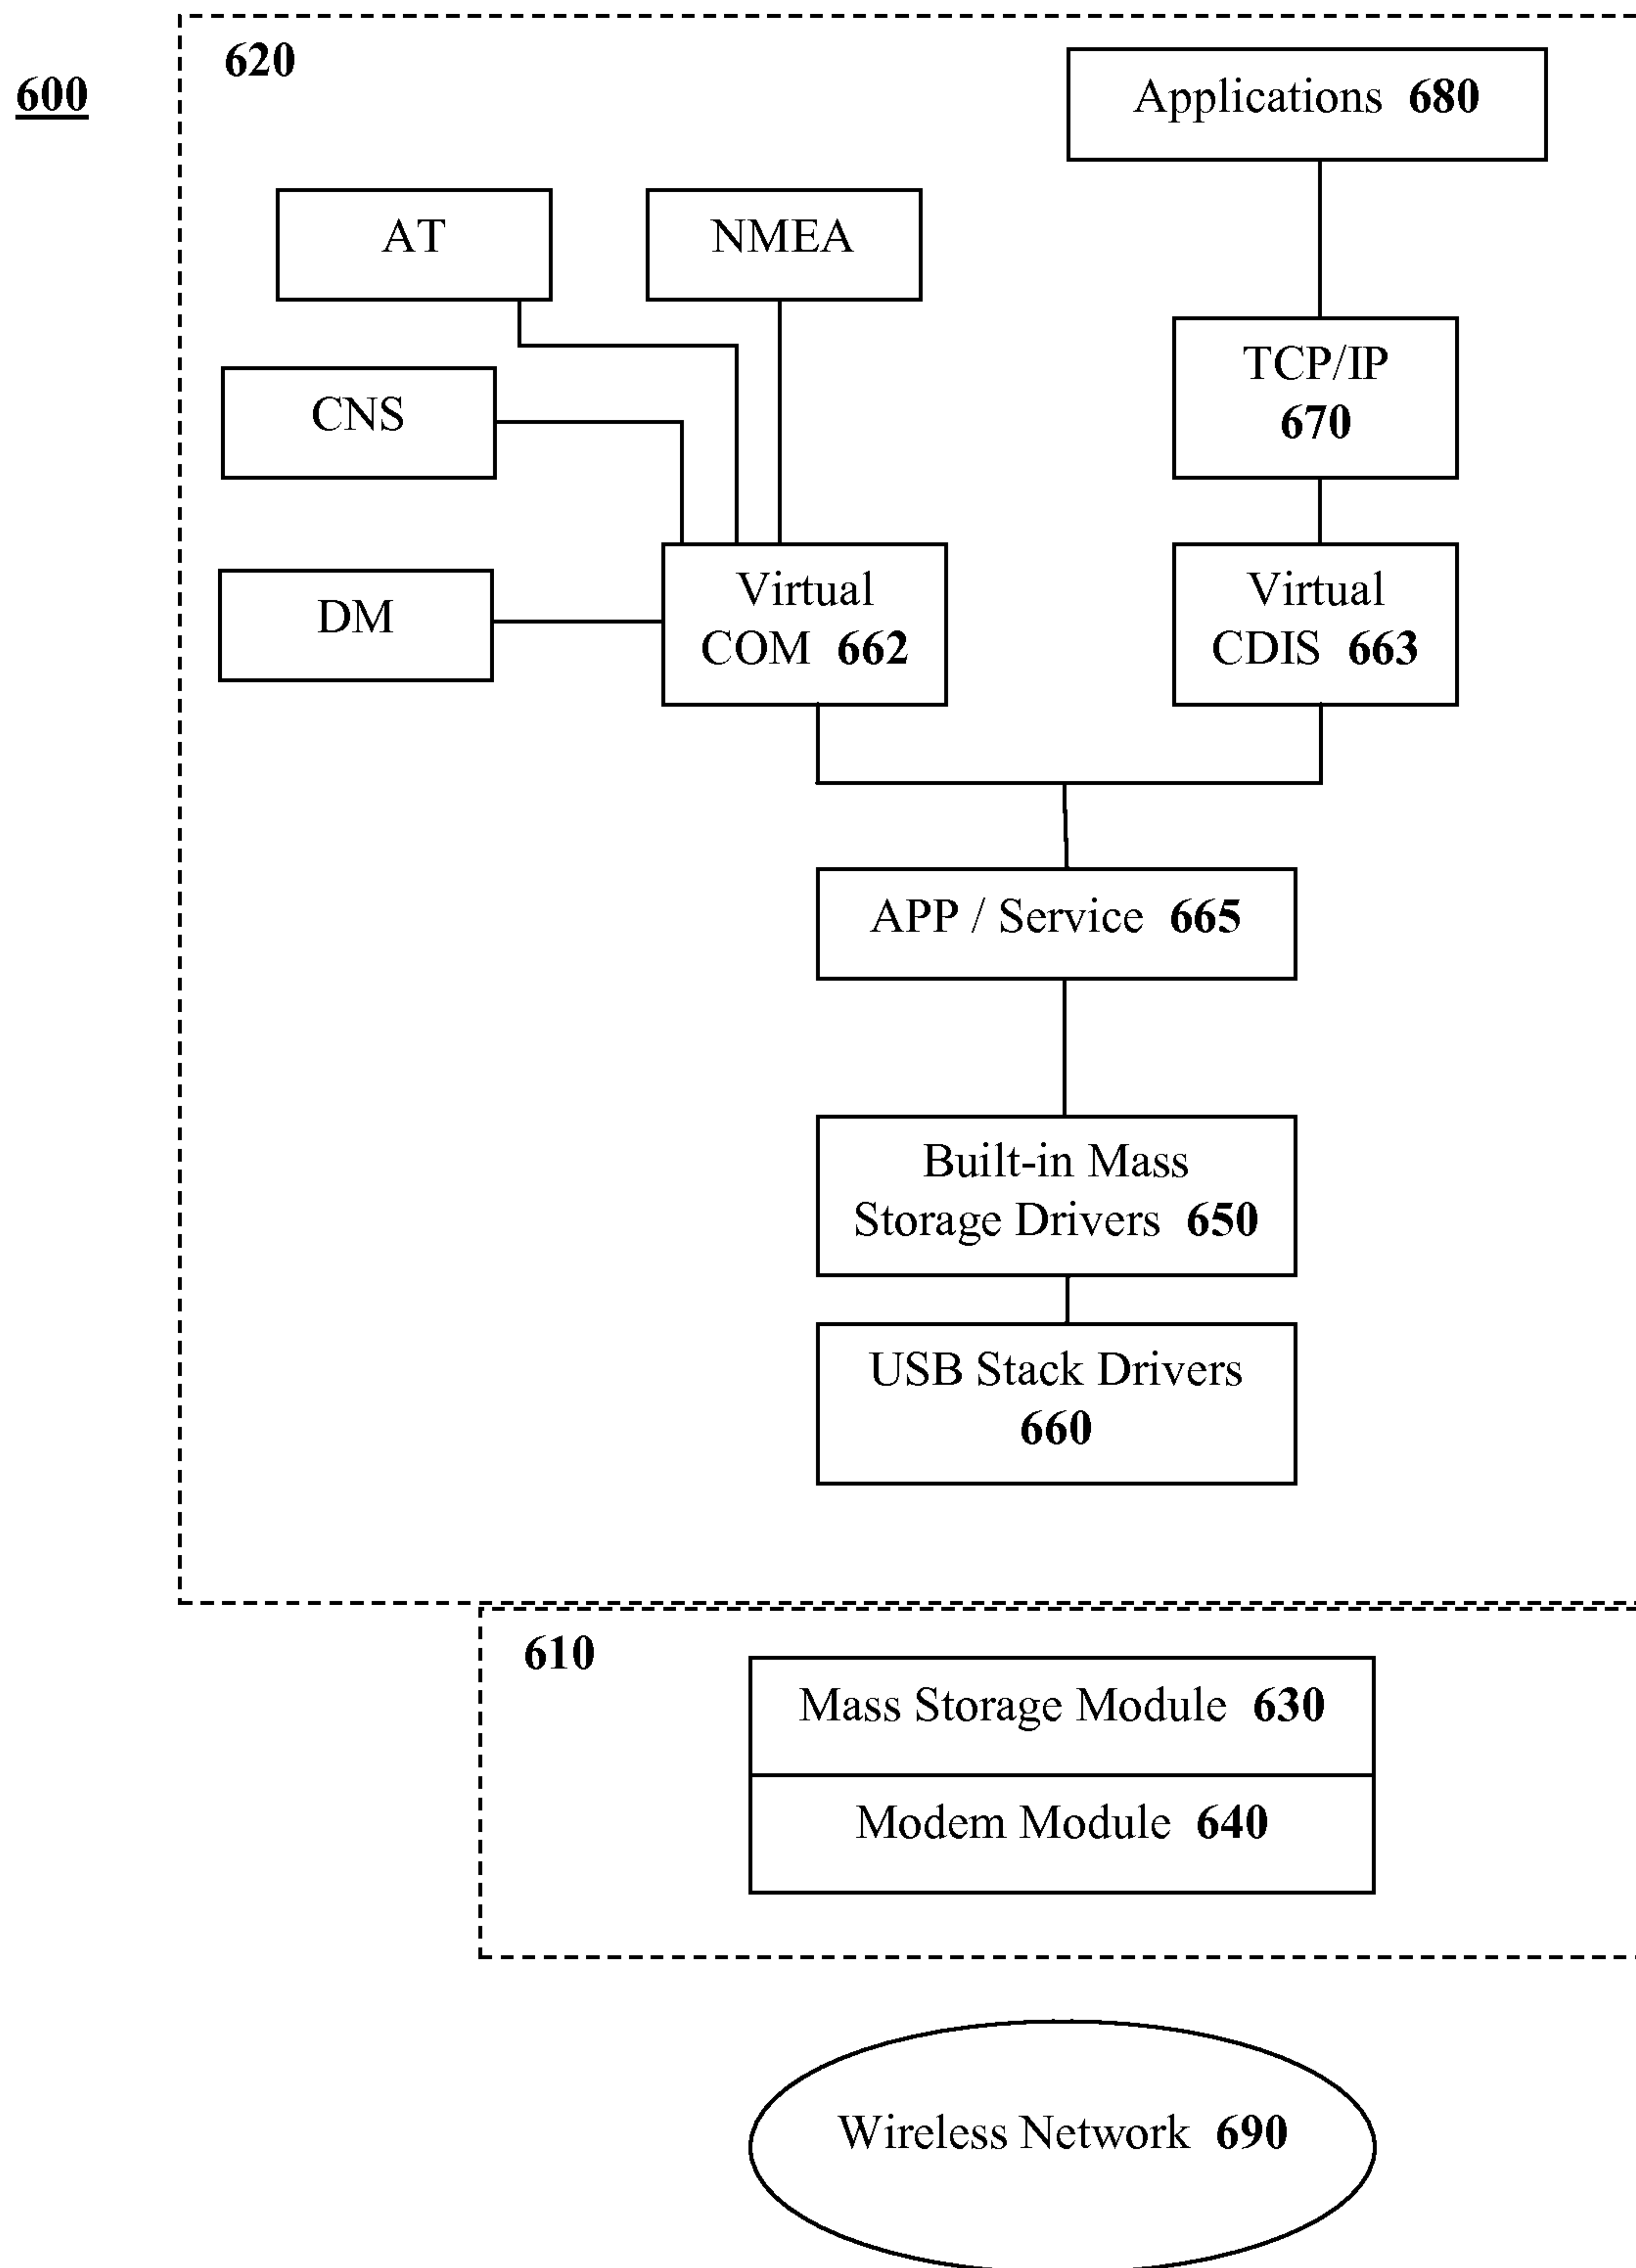 600
620
Applications 680
AT
NMEA
TCP/IP
670
CNS
DM
Virtual
COM 662
Virtual
CDIS 663
APP / Service 665
Built-in Mass
Storage Drivers 650
USB Stack Drivers
660
610
Mass Storage Module 630
Modem Module 640
Wireless Network 690